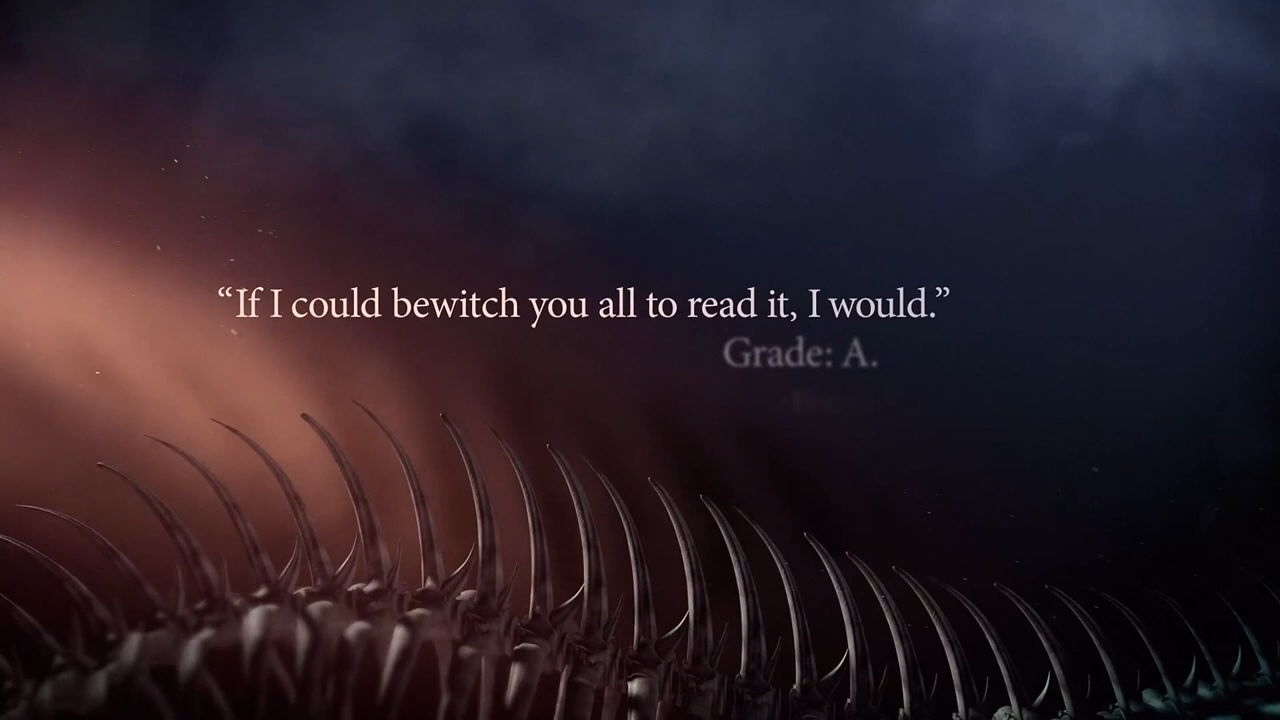 “If I could bewitch you all to read it, I would.”
Grade: A.